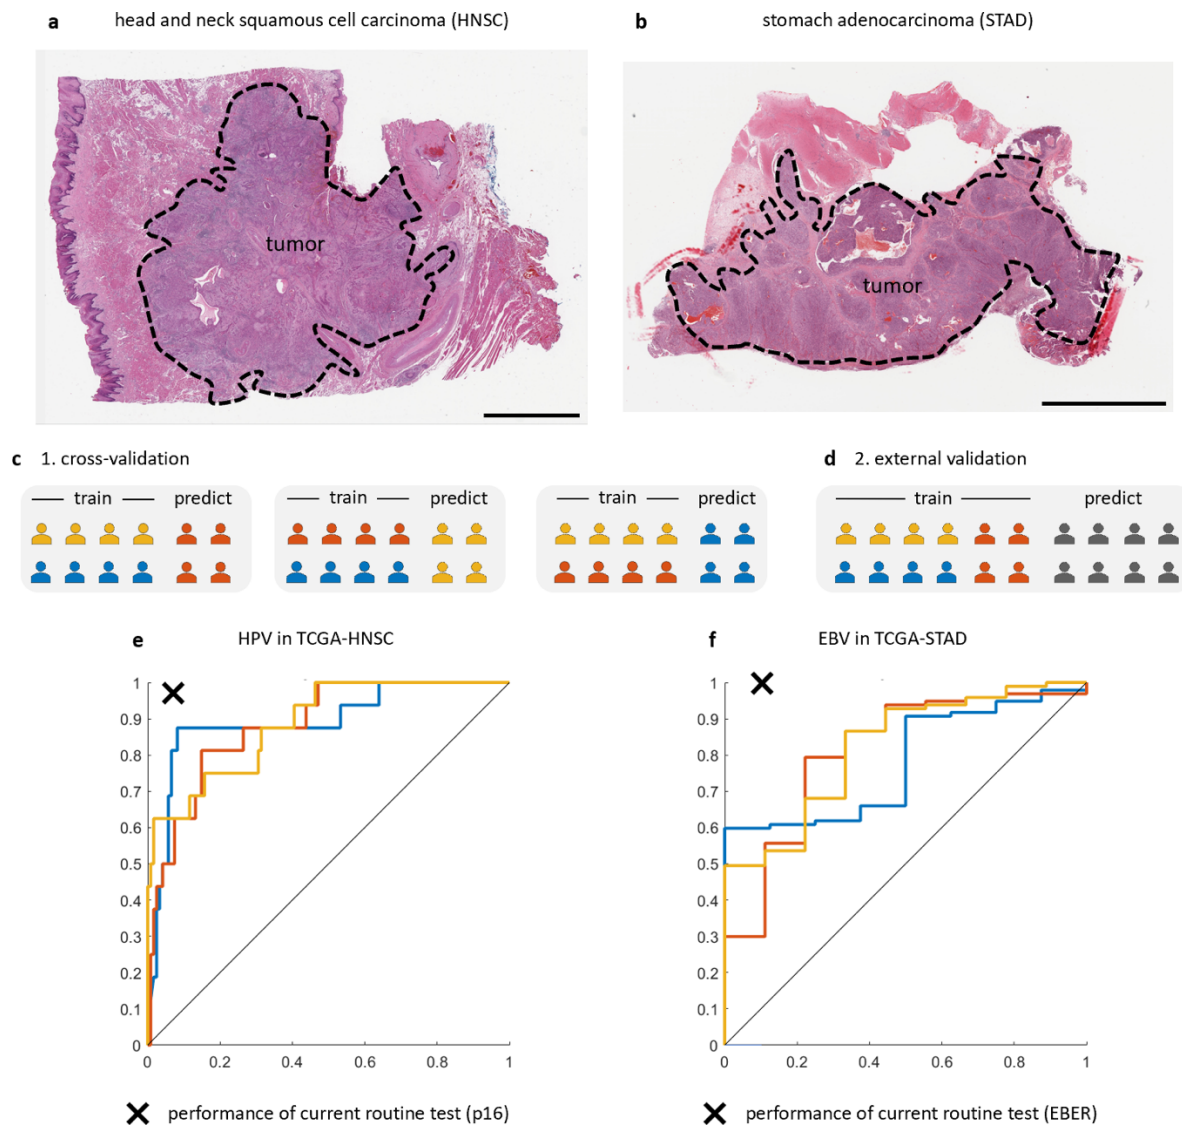 a head and neck squamous cell carcinoma (HNSC)
b stomach adenocarcinoma (STAD)
tumor
tumor
c 1. cross-validation
d 2. external validation
train predict
train predict
train predict
train predict
e HPV in TCGA-HNSC
f EBV in TCGA-STAD
1
0.9
0.8
0.7
0.6
0.5
0.4
0.3
0.2
0.1
0
0 0.2 0.4 0.6 0.8 1
1
0.9
0.8
0.7
0.6
0.5
0.4
0.3
0.2
0.1
0
0 0.2 0.4 0.6 0.8 1
performance of current routine test (p16)
performance of current routine test (EBER)